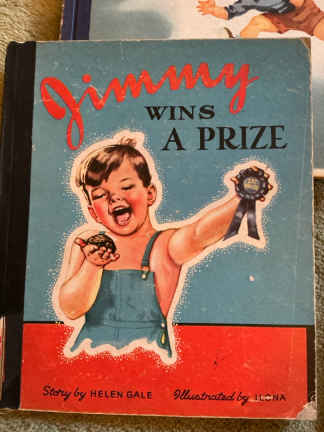 Jimmy
WINS
A PRIZE
Story by HELEN GALE Illustrated by ILONA